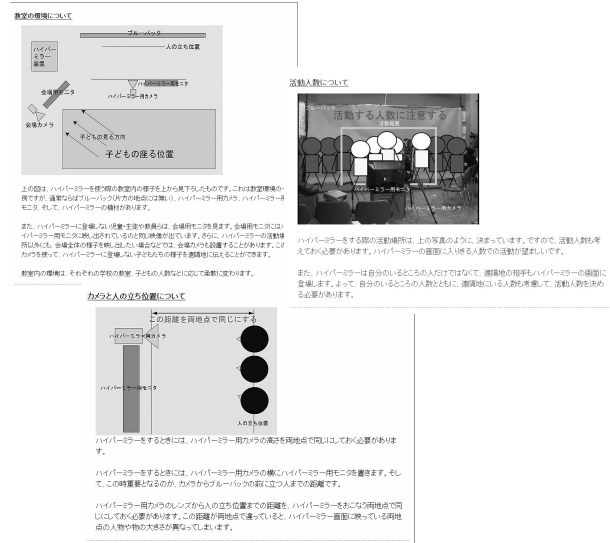 教室の環境について
ブルーバック
人の立ち位置
ハイパー
ミラー
装置
ハイパーミラー用モニタ
ハイパーミラー用カメラ
会場用モニタ
会場カメラ
子どもの見る方向
子どもの座る位置
上の図は、ハイパーミラーを使う際の教室内の様子を上から見下ろしたものです。これは教室環境の一
例ですが、通常ならばブルーバック(片方の地点には無い)、ハイパーミラー用カメラ、ハイパーミラー用
モニタ、そして、ハイパーミラーの機材があります。
また、ハイパーミラーに登場しない児童・生徒や教員らは、会場用モニタを見ます。会場用モニタには
イパーミラー用モニタに映し出されているのと同じ映像が出ています。さらに、ハイパーミラーの活動場
所以外にも、会場全体の様子を映し出したい場合などでは、会場カメラも設置することがあります。この
カメラを使って、ハイパーミラーに登場しない子どもたちの様子を遠隔地に伝えることができます。
教室内の環境は、それぞれの学校の教室、子どもの人数などに応じて柔軟に変わります。
活動人数について
ブルーバック
活動する人数に注意する
活動範囲
ハイパーミラー用モニタ
ハイパーミラー用カメラ
ハイパーミラーをする際の活動場所は、上の写真のように、決まっています。ですので、活動人数も考
えておく必要があります。ハイパーミラーの画面に入りきる人数での活動が望ましいです。
また、ハイパーミラーは自分のいるところの人だけではなくて、遠隔地の相手もハイパーミラーの画面に
登場します。よって、自分のいるところの人とともに、遠隔地にいる人数も考慮して、活動人数を決め
る必要があります。
カメラと人の立ち位置について
この距離を両地点で同じにする
ハイパーミラー用カメラ
ハイパーミラー用モニタ
人の立ち位置
ハイパーミラーをするときには、ハイパーミラー用カメラの高さを両地点で同じにしておく必要がありま
す。
ハイパーミラーをするときには、ハイパーミラー用カメラの横にハイパーミラー用モニタを置きます。そし
て、この時重要となるのが、カメラからブルーバックの前に立つ人までの距離です。
ハイパーミラー用カメラのレンズから人の立ち位置までの距離を、ハイパーミラーをおこなう両地点で同
じにしておく必要があります。この距離が両地点で違っていると、ハイパーミラー画面に映っている両地
点の人物や物の大きさが異なってしまいます。